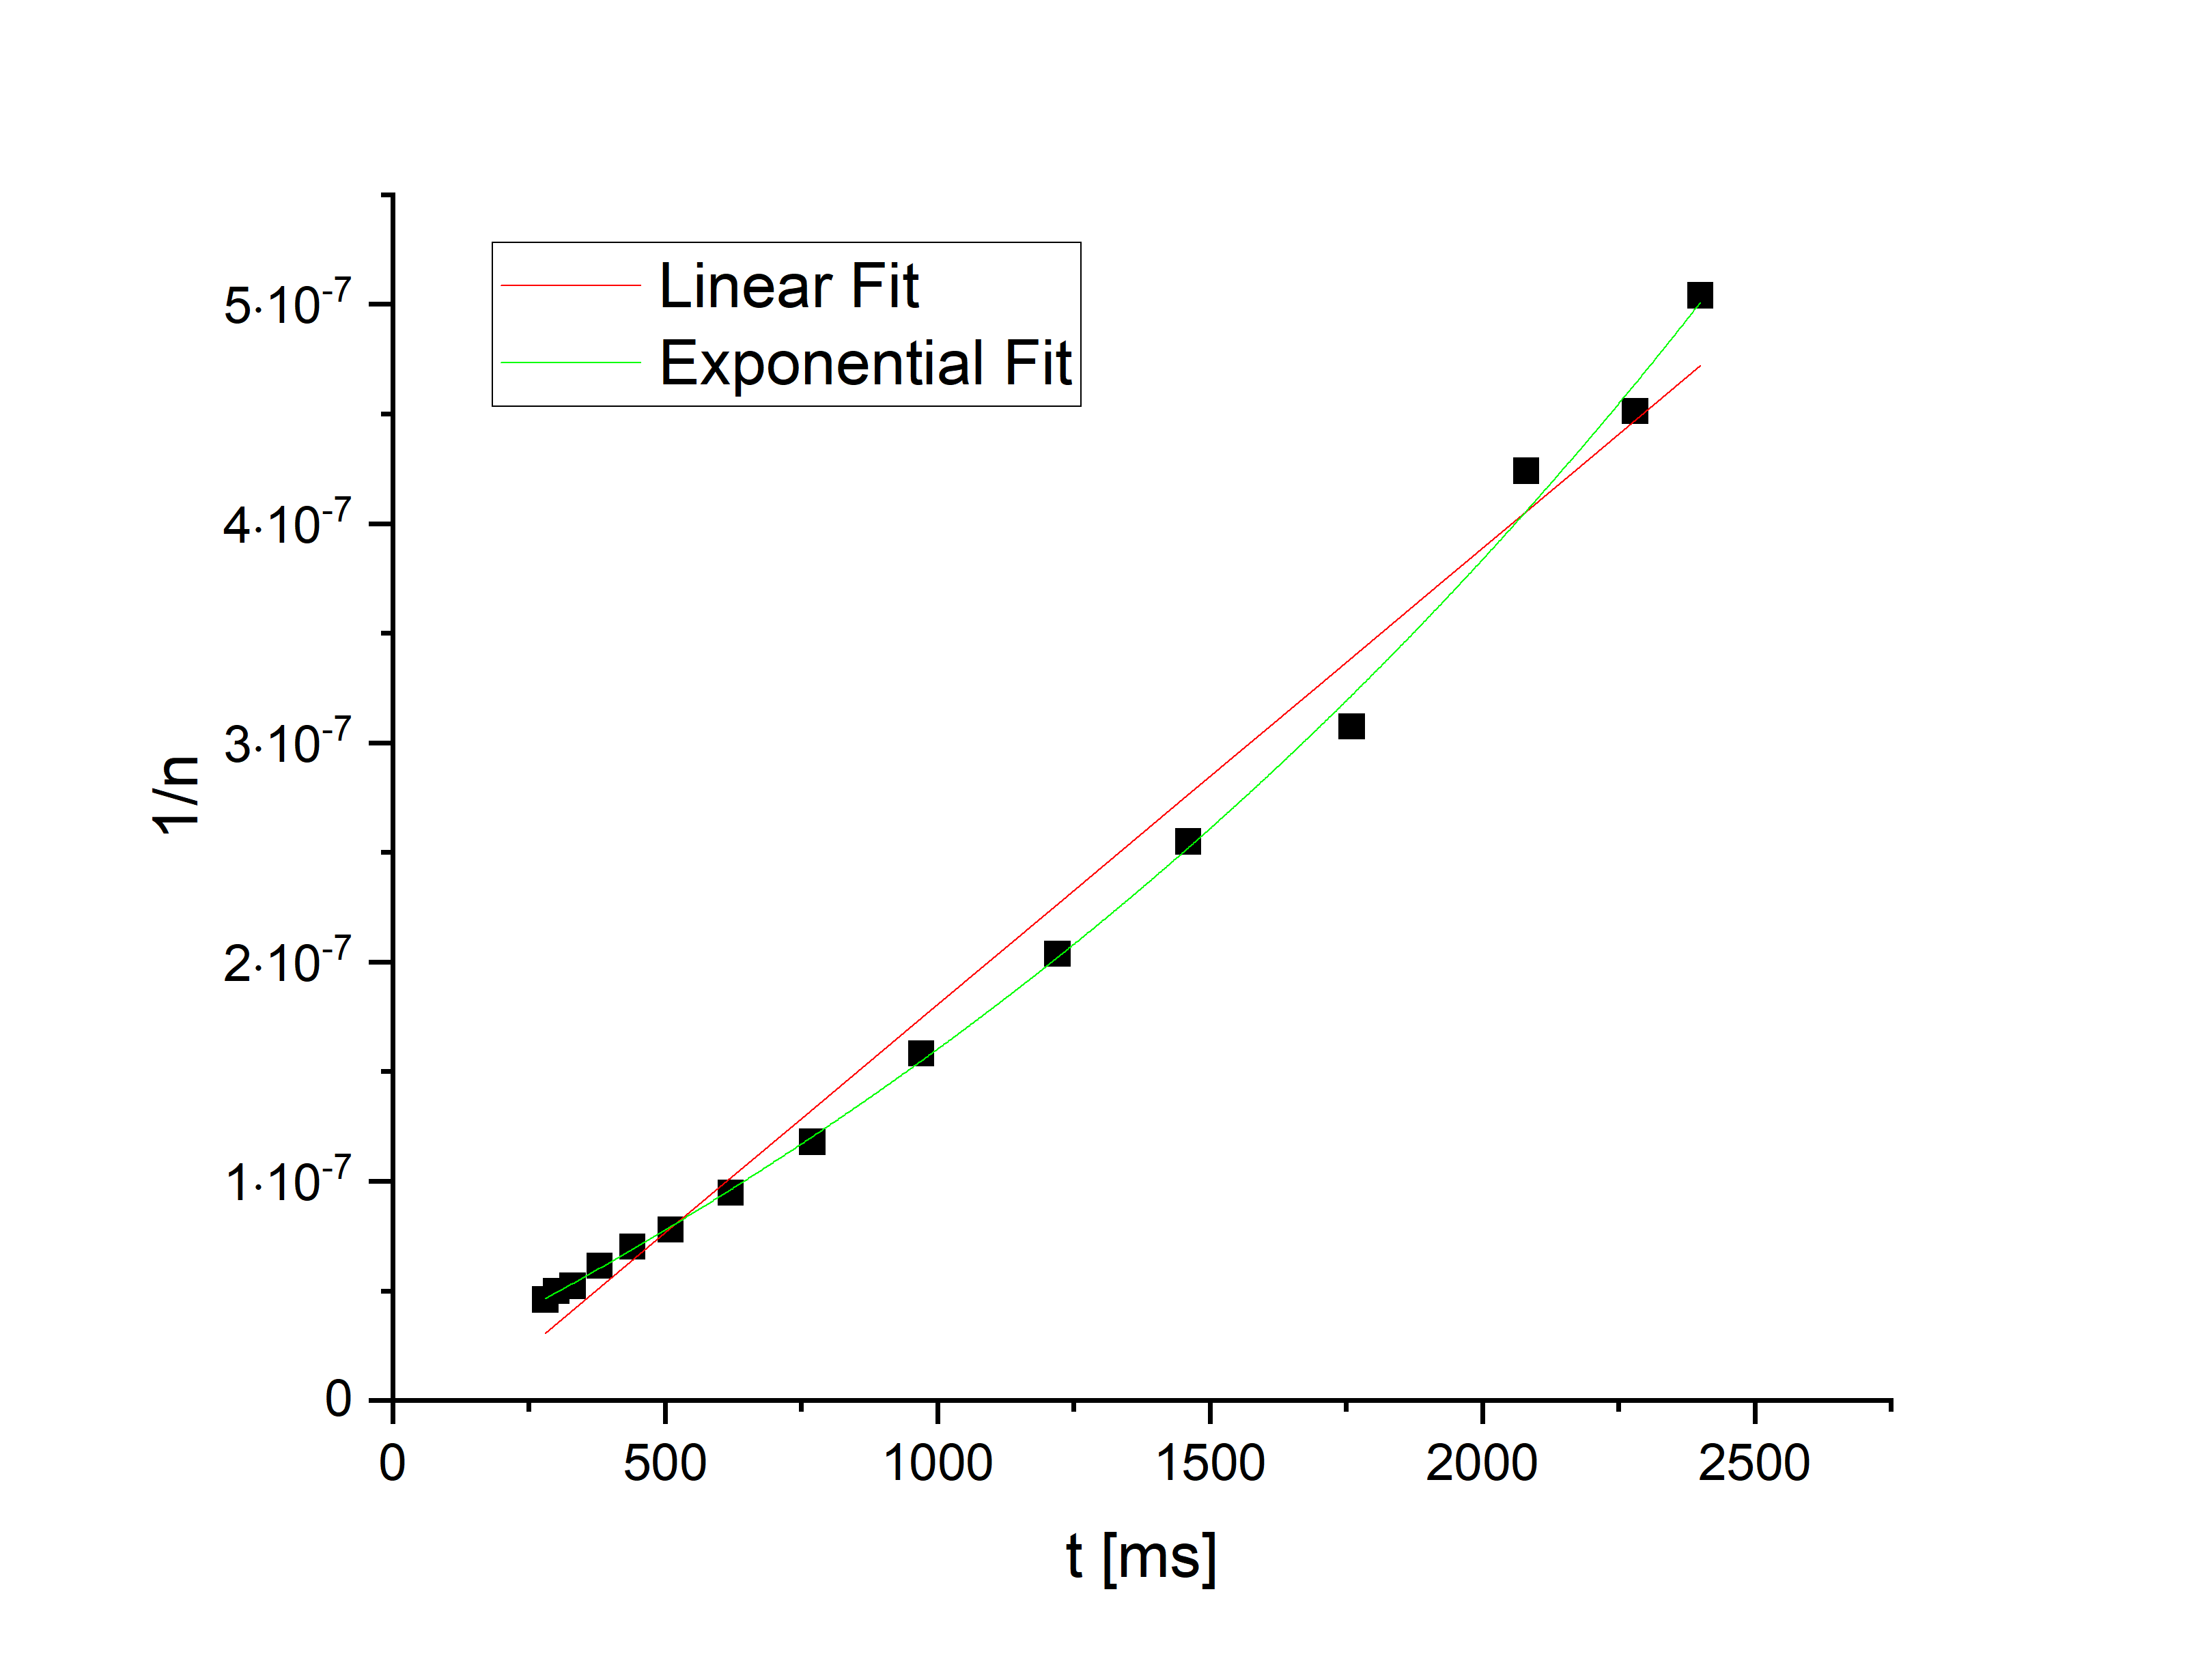 Linear Fit
Exponential Fit
5·10⁻⁷
4·10⁻⁷
3·10⁻⁷
2·10⁻⁷
1·10⁻⁷
0
1/n
0 500 1000 1500 2000 2500
t [ms]